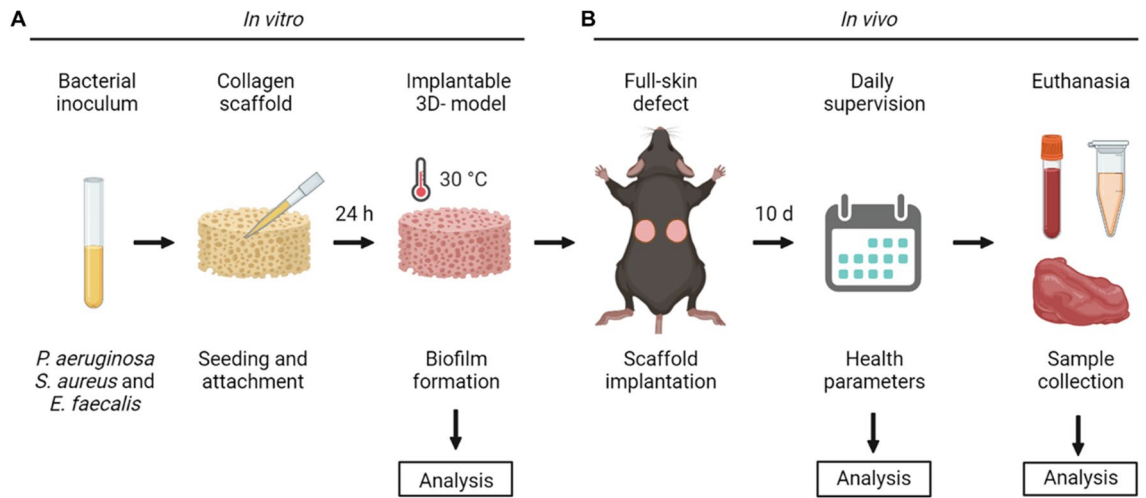 A
In vitro
Bacterial
inoculum
Collagen
scaffold
Implantable
3D- model
30 °C
24 h
P. aeruginosa
S. aureus and
E. faecalis
Seeding and
attachment
Biofilm
formation
Analysis
B
In vivo
Full-skin
defect
Daily
supervision
Euthanasia
10 d
Scaffold
implantation
Health
parameters
Sample
collection
Analysis
Analysis